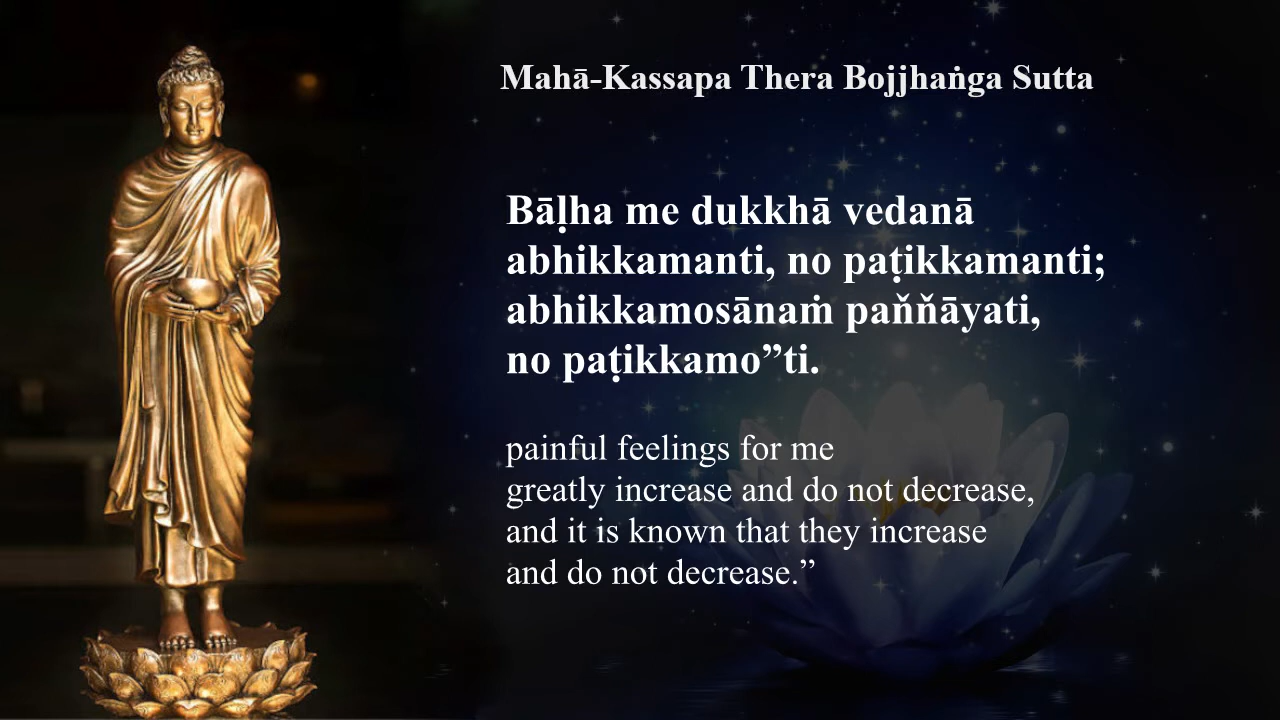 Mahā-Kassapa Thera Bojjhaṅga Sutta
Bāḷha me dukkhā vedanā
abhikkamanti, no paṭikkamanti;
abhikkamosānaṁ paňňāyati,
no paṭikkamo”ti.
painful feelings for me
greatly increase and do not decrease,
and it is known that they increase
and do not decrease.”